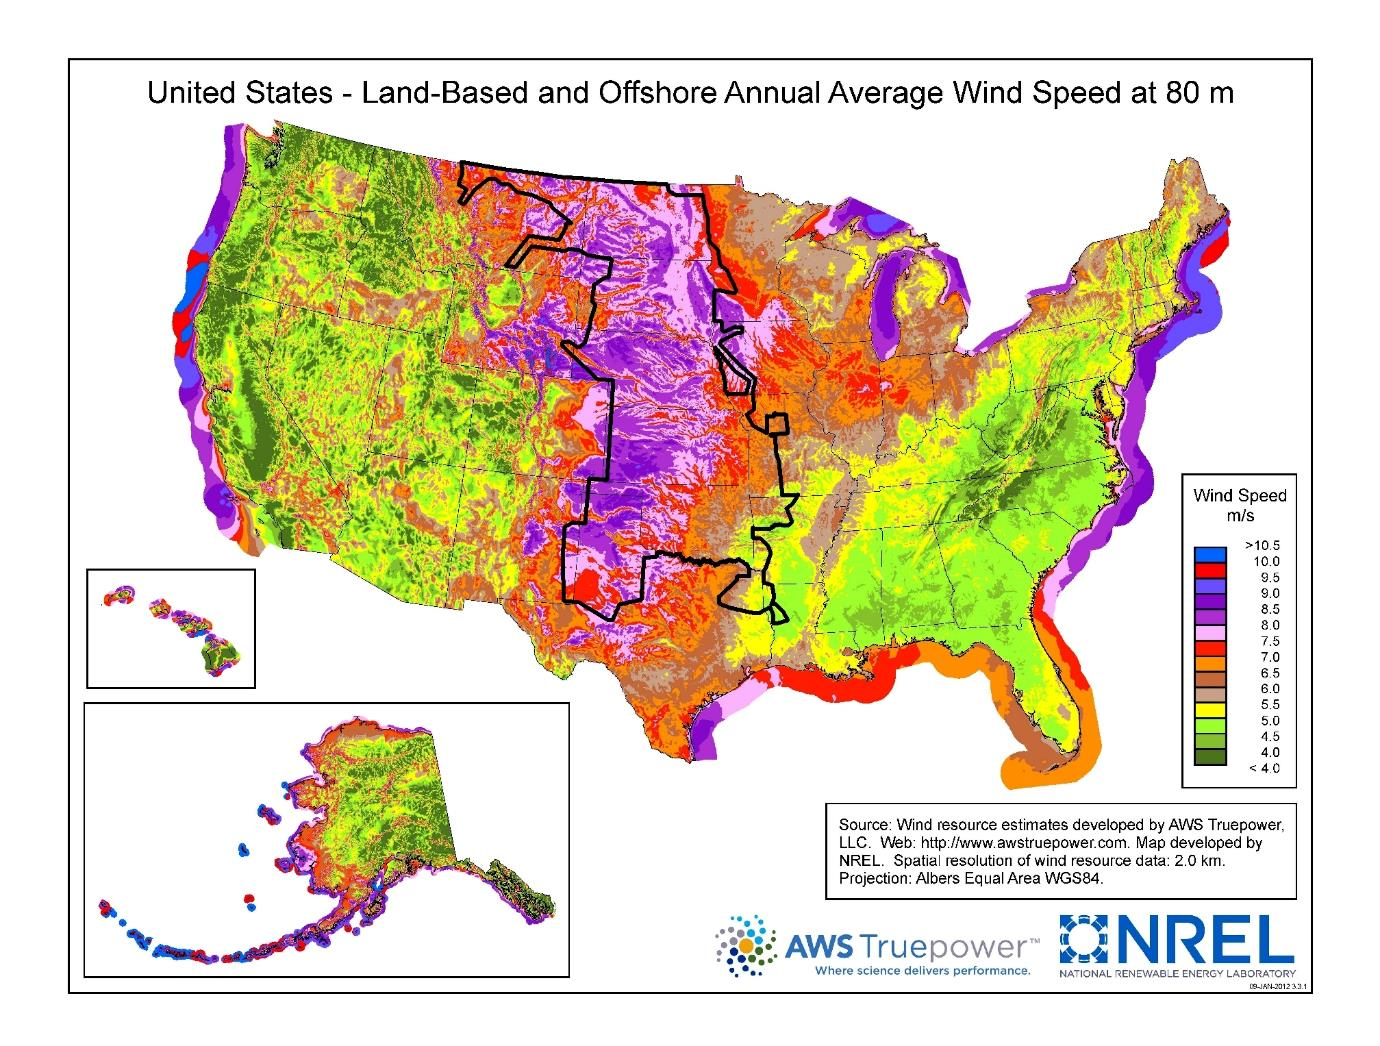 United States - Land-Based and Offshore Annual Average Wind Speed at 80 m
Wind Speed
m/s
>10.5
10.0
9.5
9.0
8.5
8.0
7.5
7.0
6.5
6.0
5.5
5.0
4.5
4.0
< 4.0
Source: Wind resource estimates developed by AWS Truepower,
LLC. Web: http://www.awstruepower.com. Map developed by
NREL. Spatial resolution of wind resource data: 2.0 km.
Projection: Albers Equal Area WGS84.
AWS Truepower™
Where science delivers performance.
NREL
NATIONAL RENEWABLE ENERGY LABORATORY
09-JAN-2012 3.3.1